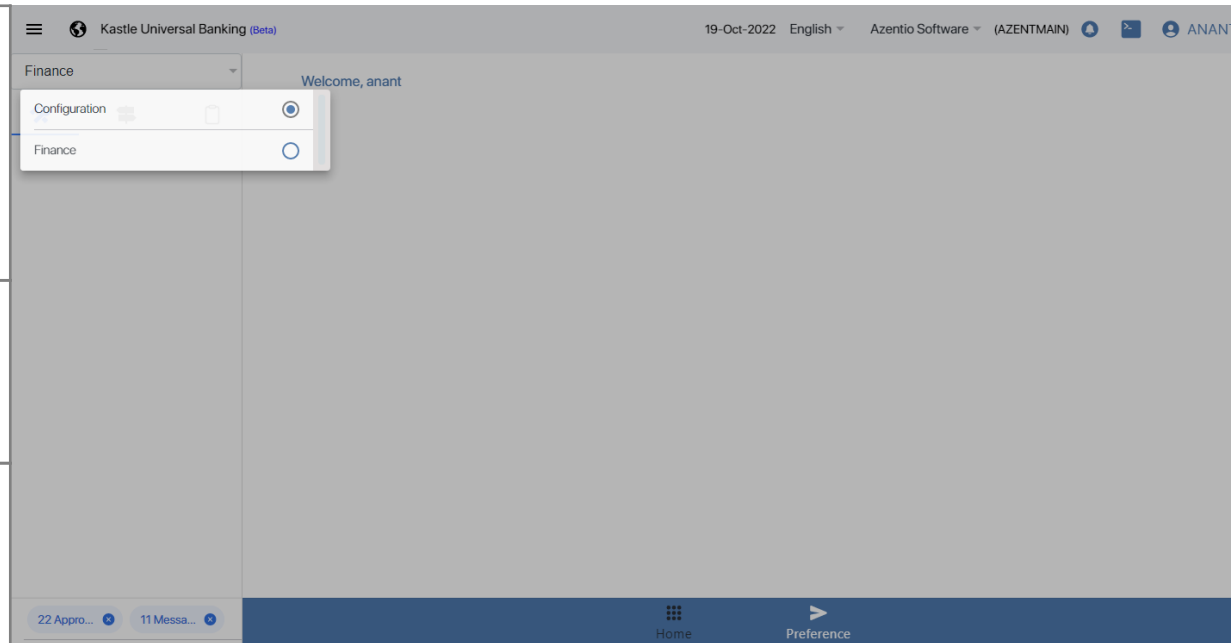 Kastle Universal Banking (Beta) 19-Oct-2022 English Azentio Software (AZENTMAIN) ANANT
Finance
Welcome, anant
Configuration
Finance
22 Appro... 11 Messa...
Home Preference